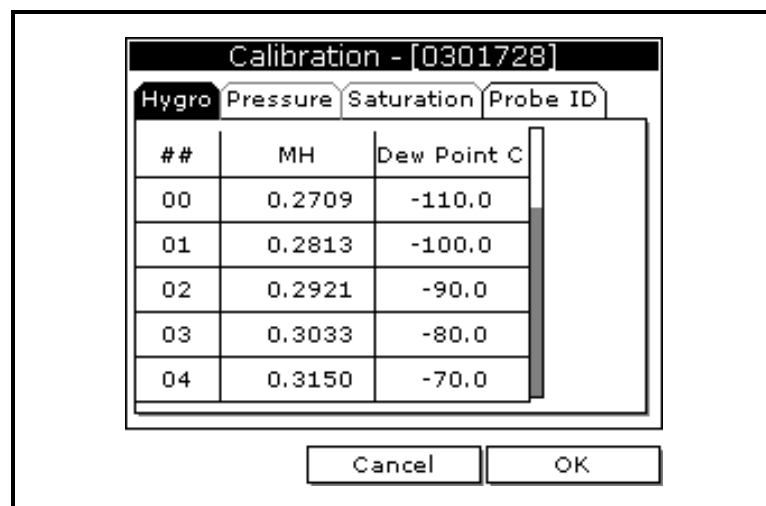 Calibration - [0301728]
Hygro Pressure Saturation Probe ID
## MH Dew Point C
00 0.2709 -110.0
01 0.2813 -100.0
02 0.2921 -90.0
03 0.3033 -80.0
04 0.3150 -70.0
Cancel OK